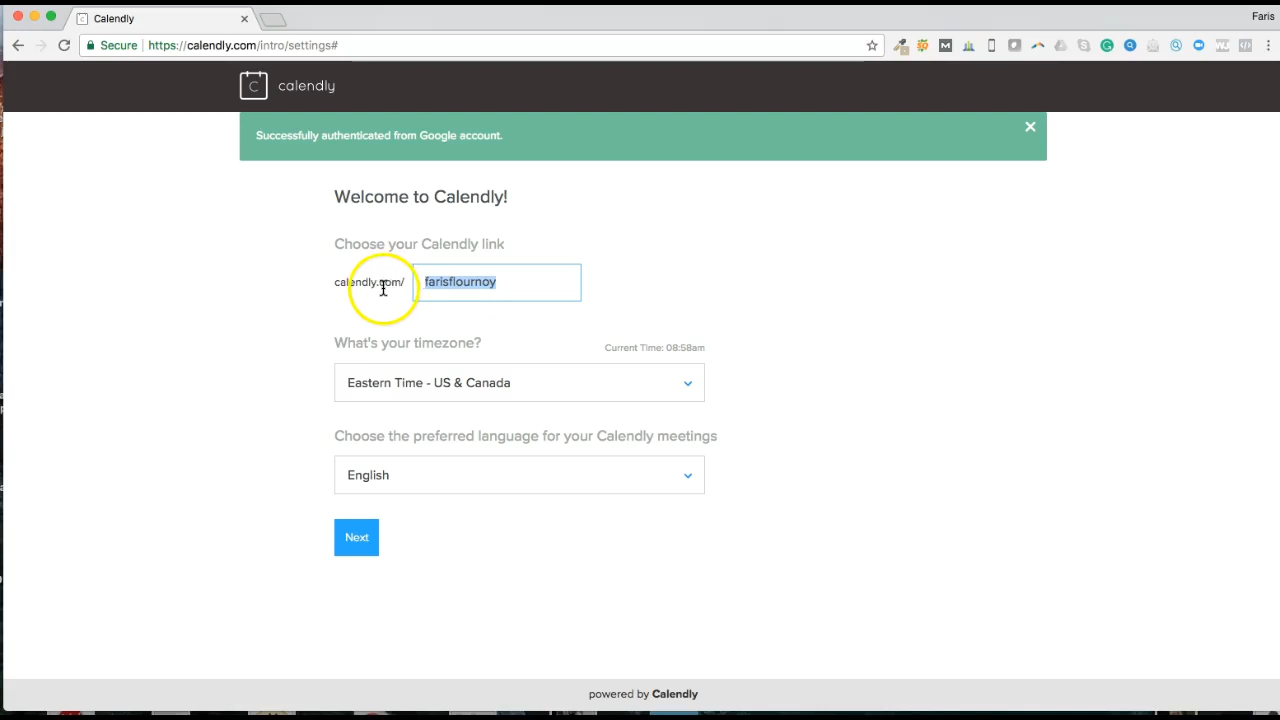 Calendly
Faris
Secure
https://calendly.com/intro/settings#
C calendly
Successfully authenticated from Google account.
Welcome to Calendly!
Choose your Calendly link
calendly.com/ farisflournoy
What's your timezone?
Current Time: 08:58am
Eastern Time - US & Canada
Choose the preferred language for your Calendly meetings
English
Next
powered by Calendly